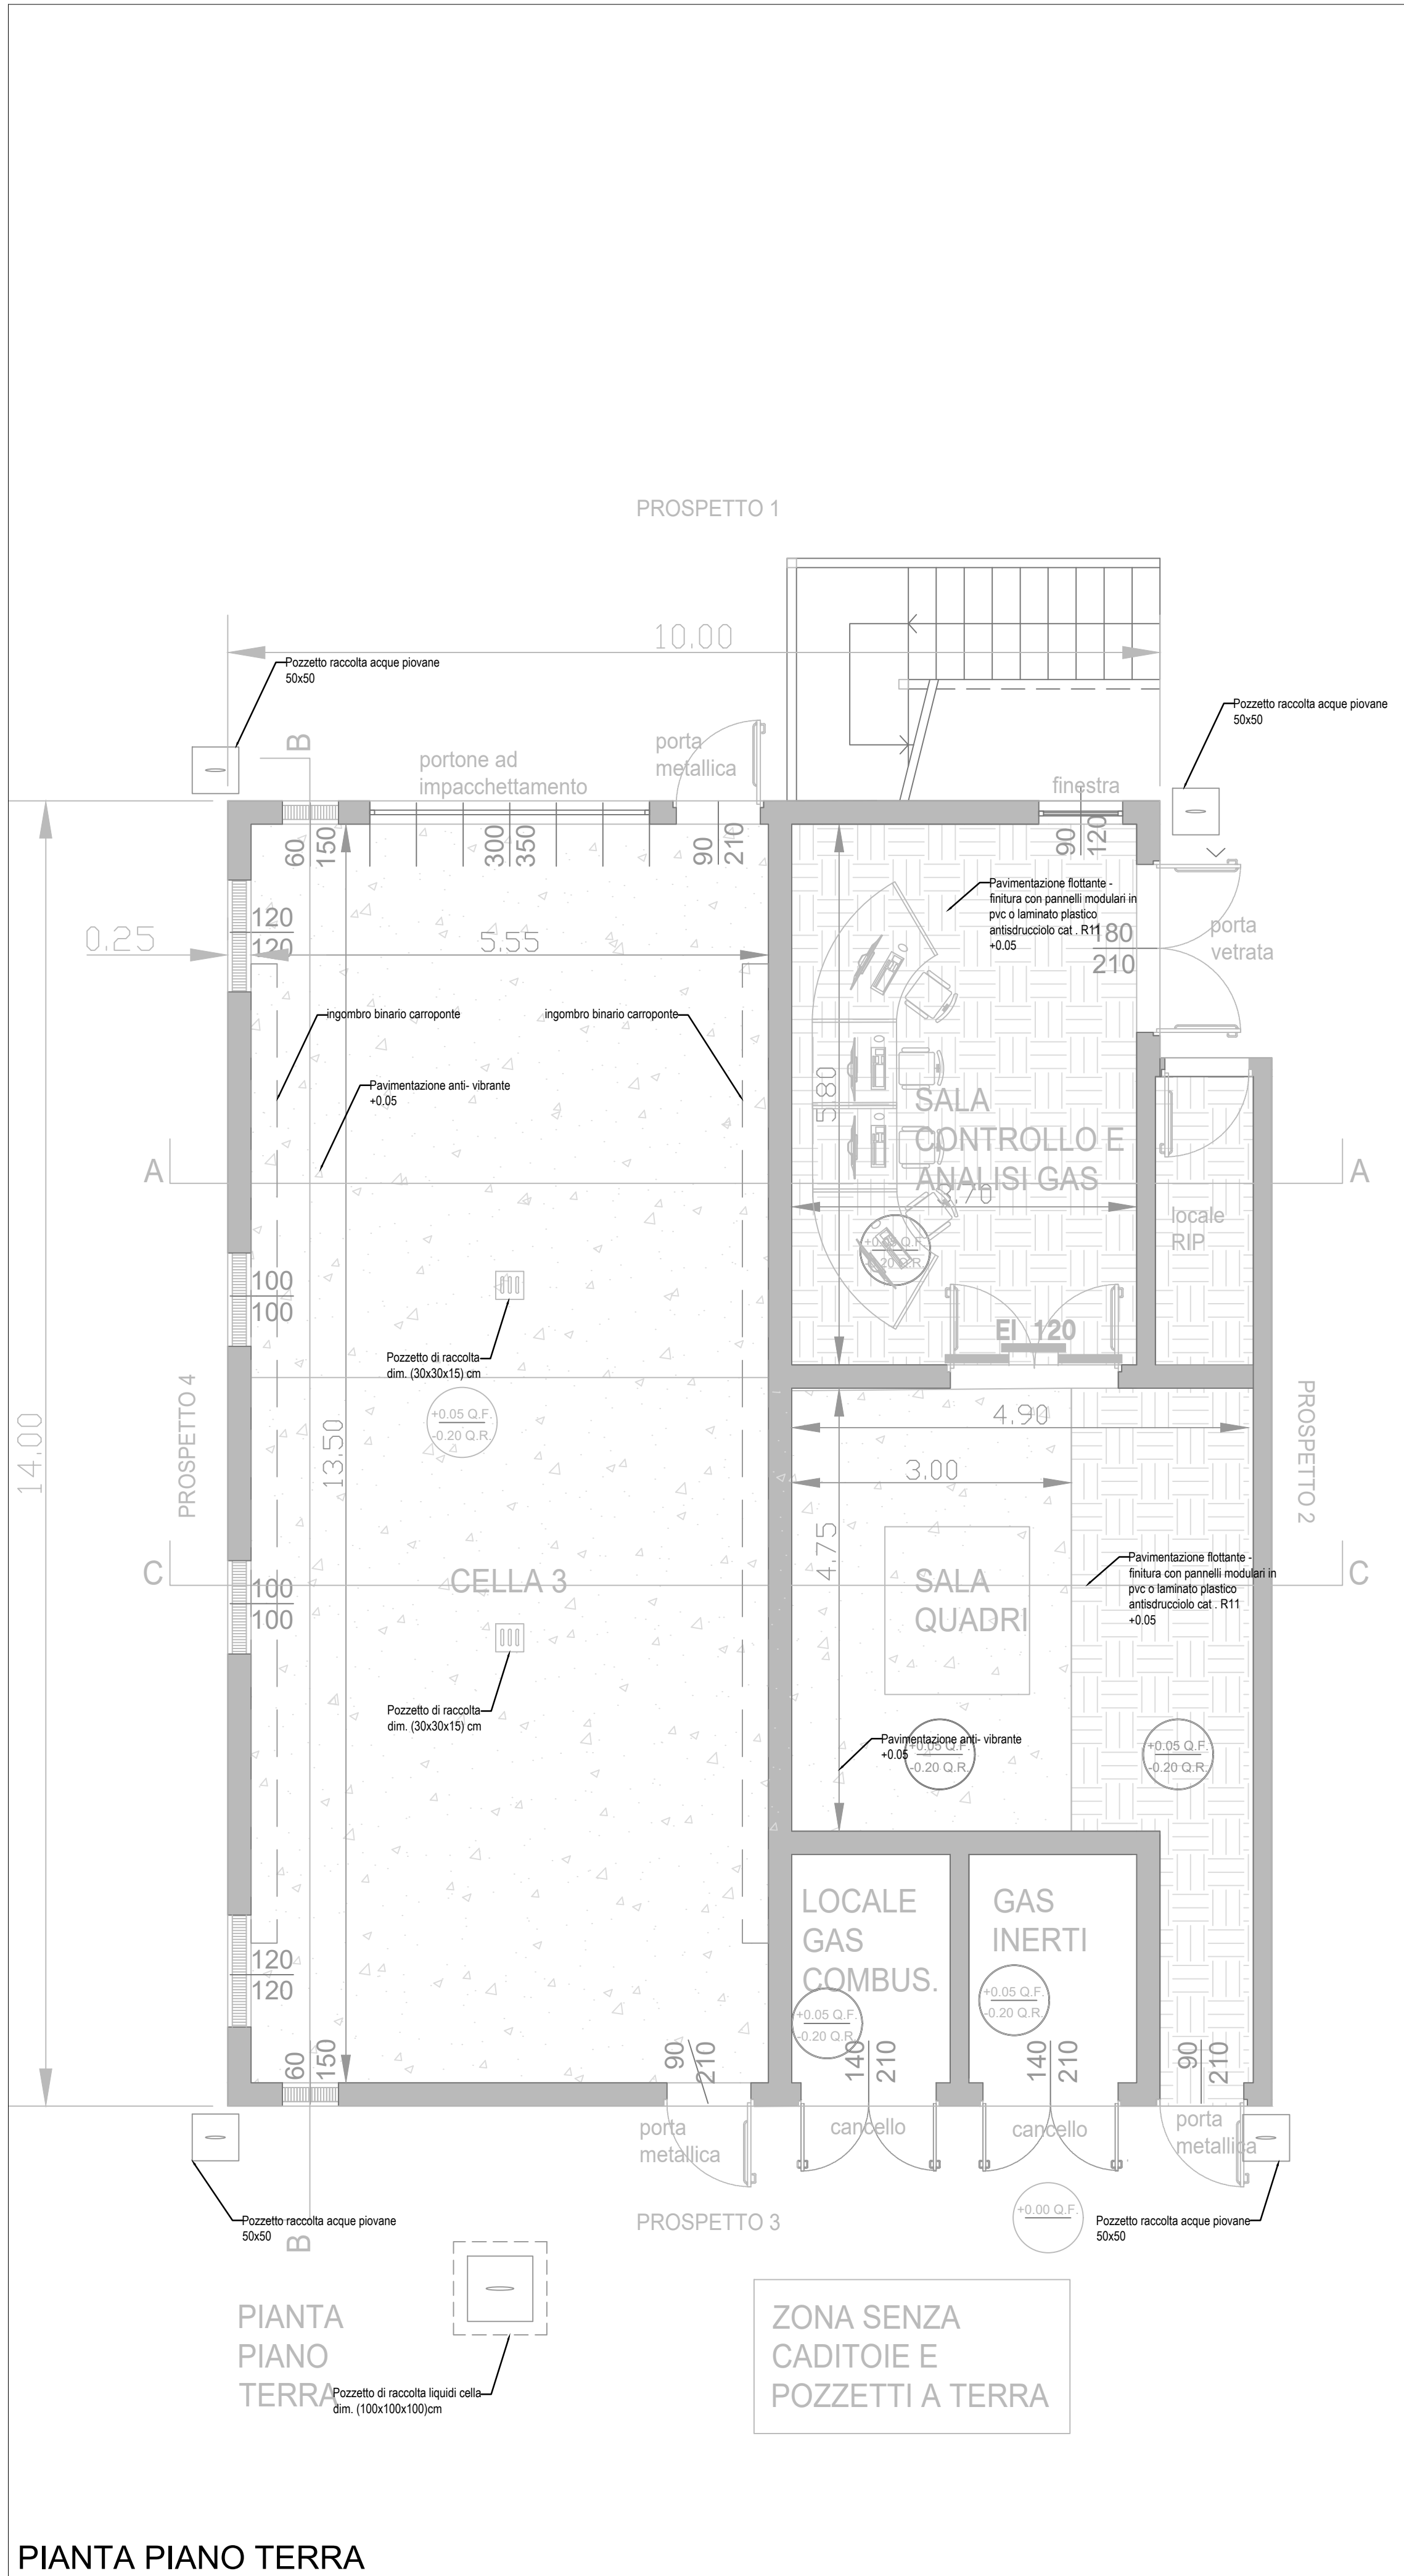 PROSPETTO 1
10.00
Pozzetto raccolta acque piovane
50x50
Pozzetto raccolta acque piovane
50x50
B
portone ad
impacchettamento
porta
metallica
finestra
60
150
300
350
90
210
90
120
Pavimentazione flottante -
finitura con pannelli modulari in
pvc o laminato plastico
antisdrucciolo cat . R11
+0.05
120
120
0.25
5.55
180
210
porta
vetrata
ingombro binario carroponte
ingombro binario carroponte
Pavimentazione anti- vibrante
+0.05
5.80
SALA
CONTROLLO E
ANALISI GAS
A
A
3.70
locale
RIP
+0.05 Q.F.
-0.20 Q.R.
100
100
EI 120
Pozzetto di raccolta
dim. (30x30x15) cm
PROSPETTO 4
PROSPETTO 2
+0.05 Q.F.
-0.20 Q.R.
14.00
13.50
4.90
3.00
4.75
Pavimentazione flottante -
finitura con pannelli modulari in
pvc o laminato plastico
antisdrucciolo cat . R11
+0.05
C
C
CELLA 3
100
100
SALA
QUADRI
Pozzetto di raccolta
dim. (30x30x15) cm
Pavimentazione anti- vibrante
+0.05
+0.05 Q.F.
-0.20 Q.R.
+0.05 Q.F.
-0.20 Q.R.
LOCALE
GAS
COMBUS.
GAS
INERTI
120
120
+0.05 Q.F.
-0.20 Q.R.
+0.05 Q.F.
-0.20 Q.R.
60
150
90
210
140
210
140
210
90
210
porta
metallica
cancello
cancello
porta
metallica
Pozzetto raccolta acque piovane
50x50
B
PROSPETTO 3
+0.00 Q.F.
Pozzetto raccolta acque piovane
50x50
PIANTA
PIANO
TERRA
Pozzetto di raccolta liquidi cella
dim. (100x100x100)cm
ZONA SENZA
CADITOIE E
POZZETTI A TERRA
PIANTA PIANO TERRA